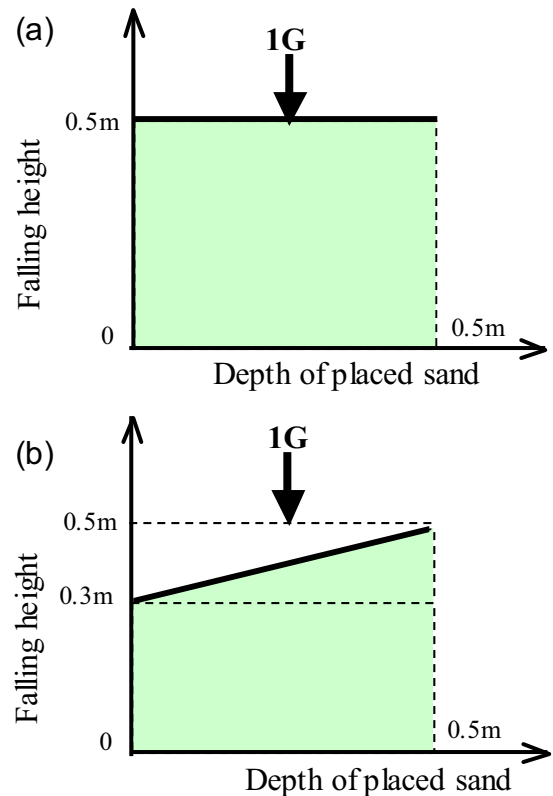 (a)
1G
0.5m
Falling height
0
0.5m
Depth of placed sand
(b)
1G
0.5m
0.3m
Falling height
0
0.5m
Depth of placed sand